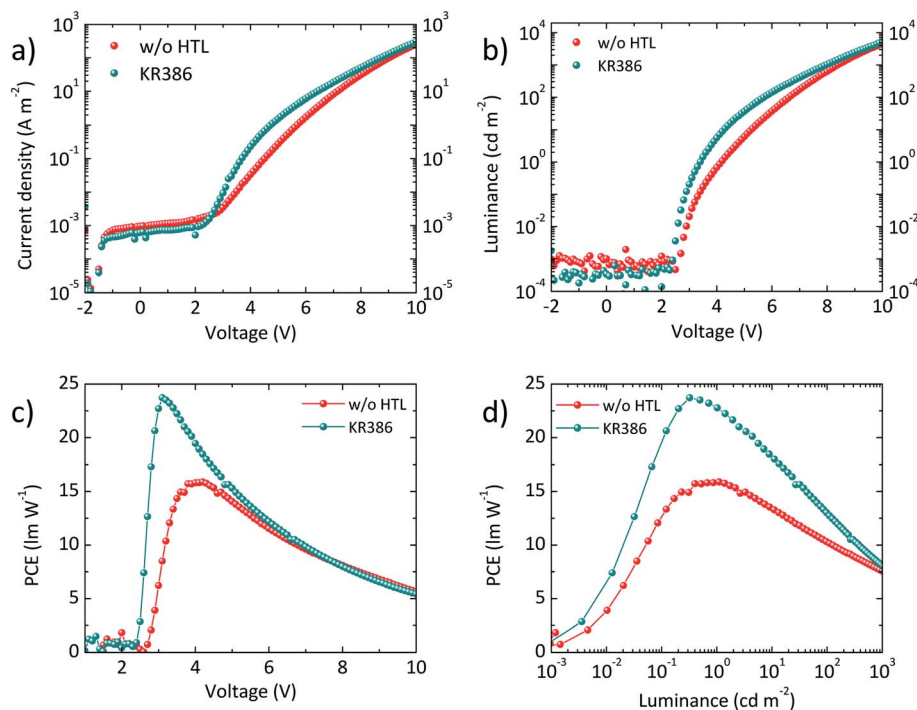 a)
w/o HTL
KR386
Current density (A m⁻²)
10³
10¹
10⁻¹
10⁻³
10⁻⁵
10³
10¹
10⁻¹
10⁻³
10⁻⁵
-2 0 2 4 6 8 10
Voltage (V)
b)
w/o HTL
KR386
Luminance (cd m⁻²)
10⁴
10²
10⁰
10⁻²
10⁻⁴
10⁴
10²
10⁰
10⁻²
10⁻⁴
-2 0 2 4 6 8 10
Voltage (V)
c)
w/o HTL
KR386
PCE (lm W⁻¹)
25
20
15
10
5
0
2 4 6 8 10
Voltage (V)
d)
w/o HTL
KR386
PCE (lm W⁻¹)
25
20
15
10
5
0
10⁻³ 10⁻² 10⁻¹ 10⁰ 10¹ 10² 10³
Luminance (cd m⁻²)